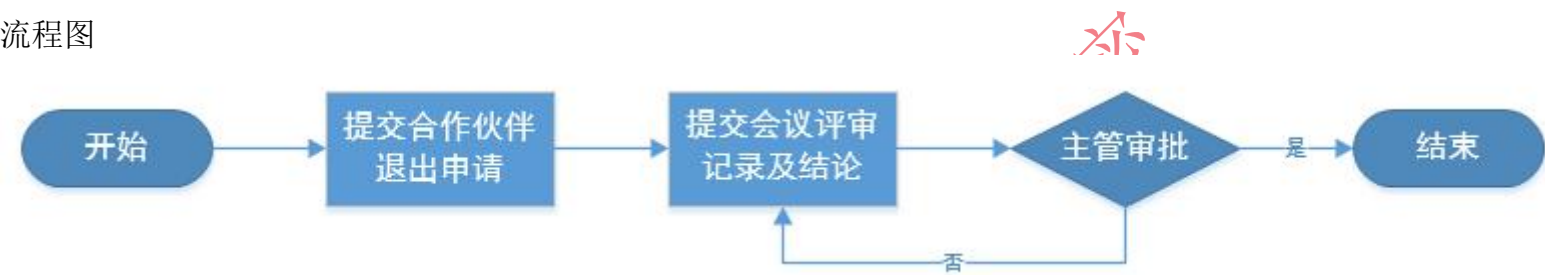 流程图
开始
提交合作伙伴
退出申请
提交会议评审
记录及结论
主管审批
是
结束
否